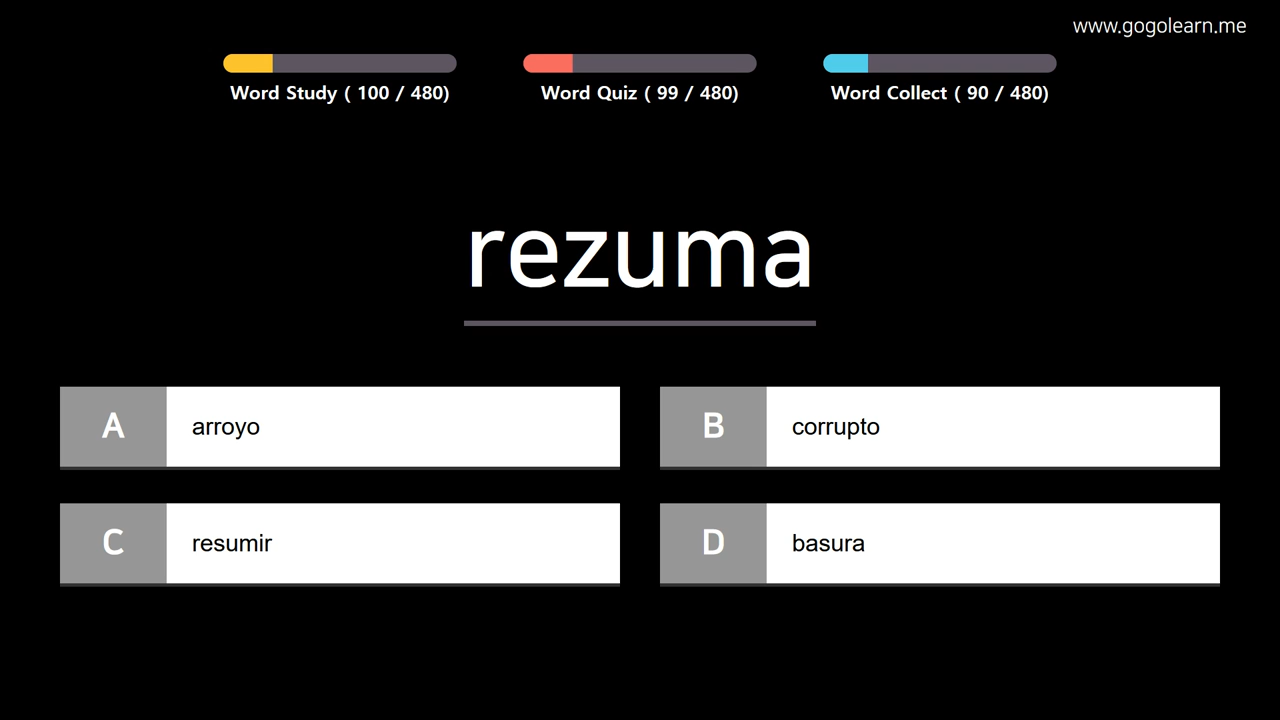 www.gogolearn.me
Word Study ( 100 / 480)
Word Quiz ( 99 / 480)
Word Collect ( 90 / 480)
rezuma
A arroyo
B corrupto
C resumir
D basura